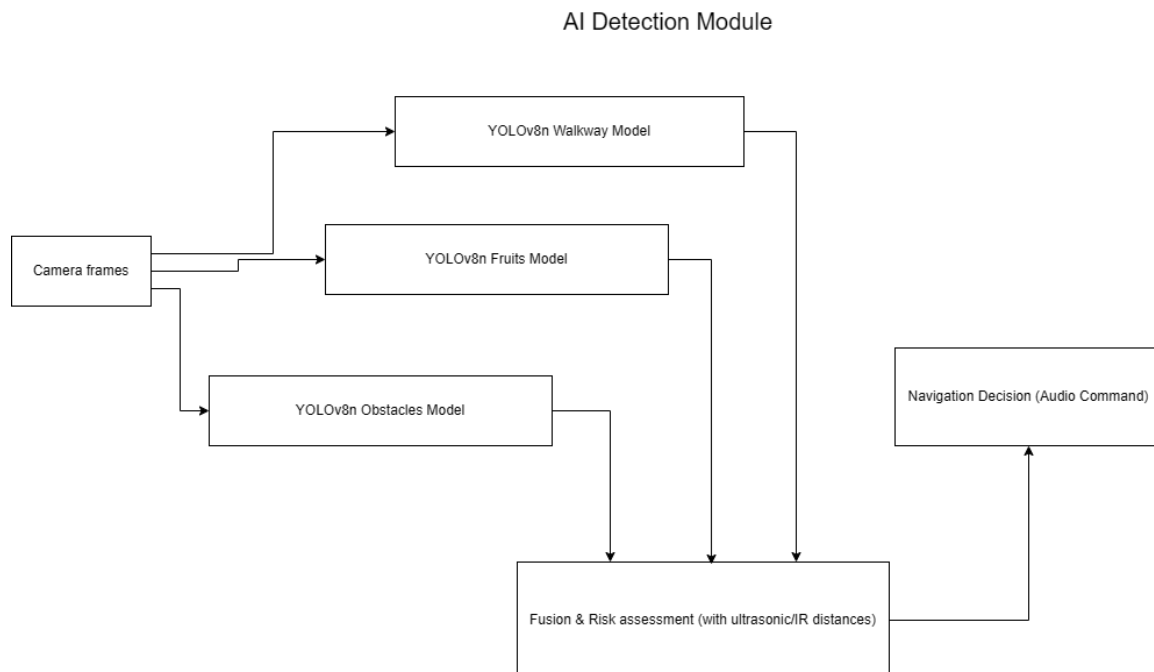 AI Detection Module
YOLOv8n Walkway Model
Camera frames
YOLOv8n Fruits Model
YOLOv8n Obstacles Model
Navigation Decision (Audio Command)
Fusion & Risk assessment (with ultrasonic/IR distances)